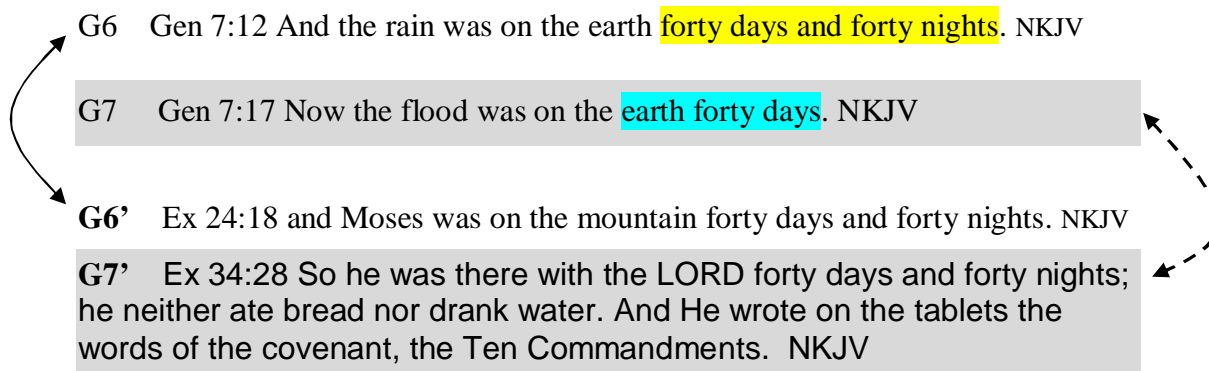 G6 Gen 7:12 And the rain was on the earth forty days and forty nights. NKJV
G7 Gen 7:17 Now the flood was on the earth forty days. NKJV
G6’ Ex 24:18 and Moses was on the mountain forty days and forty nights. NKJV
G7’ Ex 34:28 So he was there with the LORD forty days and forty nights;
he neither ate bread nor drank water. And He wrote on the tablets the
words of the covenant, the Ten Commandments. NKJV